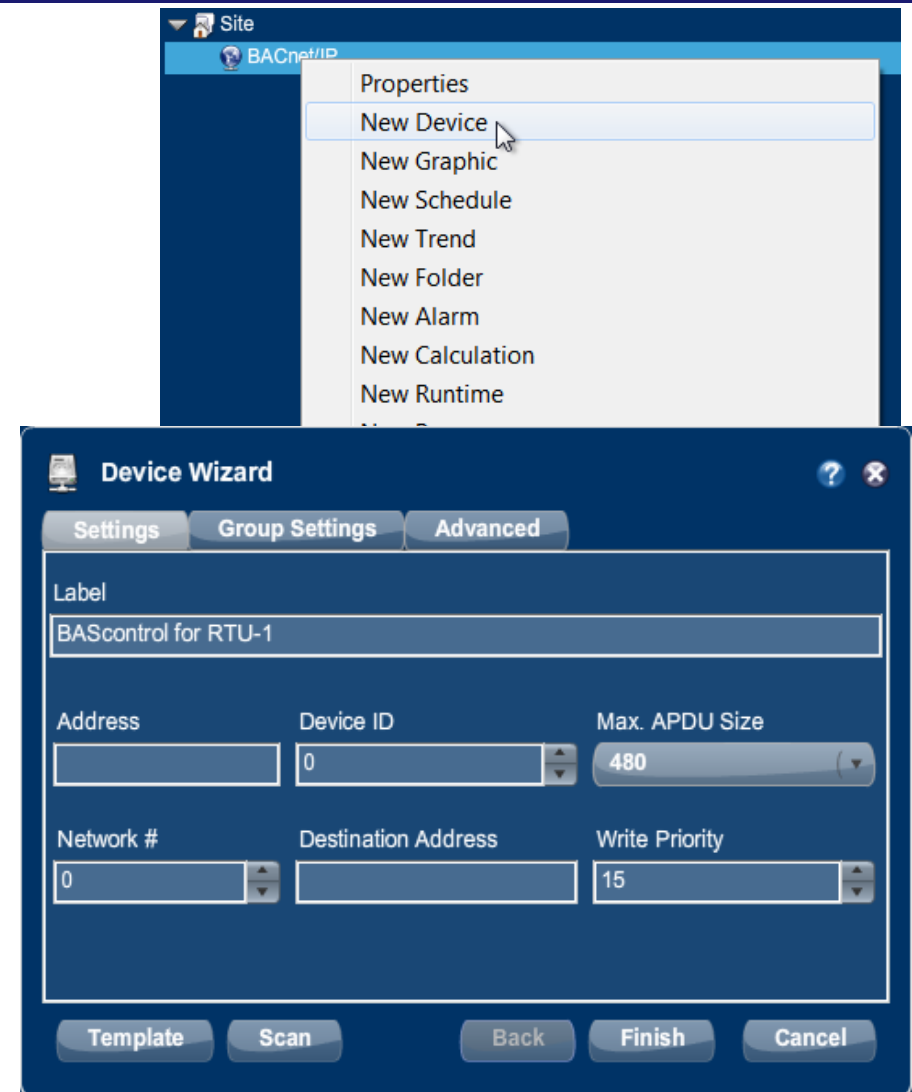 Site
BACnet/IP
Properties
New Device
New Graphic
New Schedule
New Trend
New Folder
New Alarm
New Calculation
New Runtime
Device Wizard
Settings Group Settings Advanced
Label
BAScontrol for RTU-1
Address Device ID Max. APDU Size
0 480
Network # Destination Address Write Priority
0 15
Template Scan Back Finish Cancel